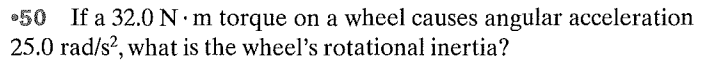 •50 If a 32.0 N · m torque on a wheel causes angular acceleration
25.0 rad/s², what is the wheel's rotational inertia?